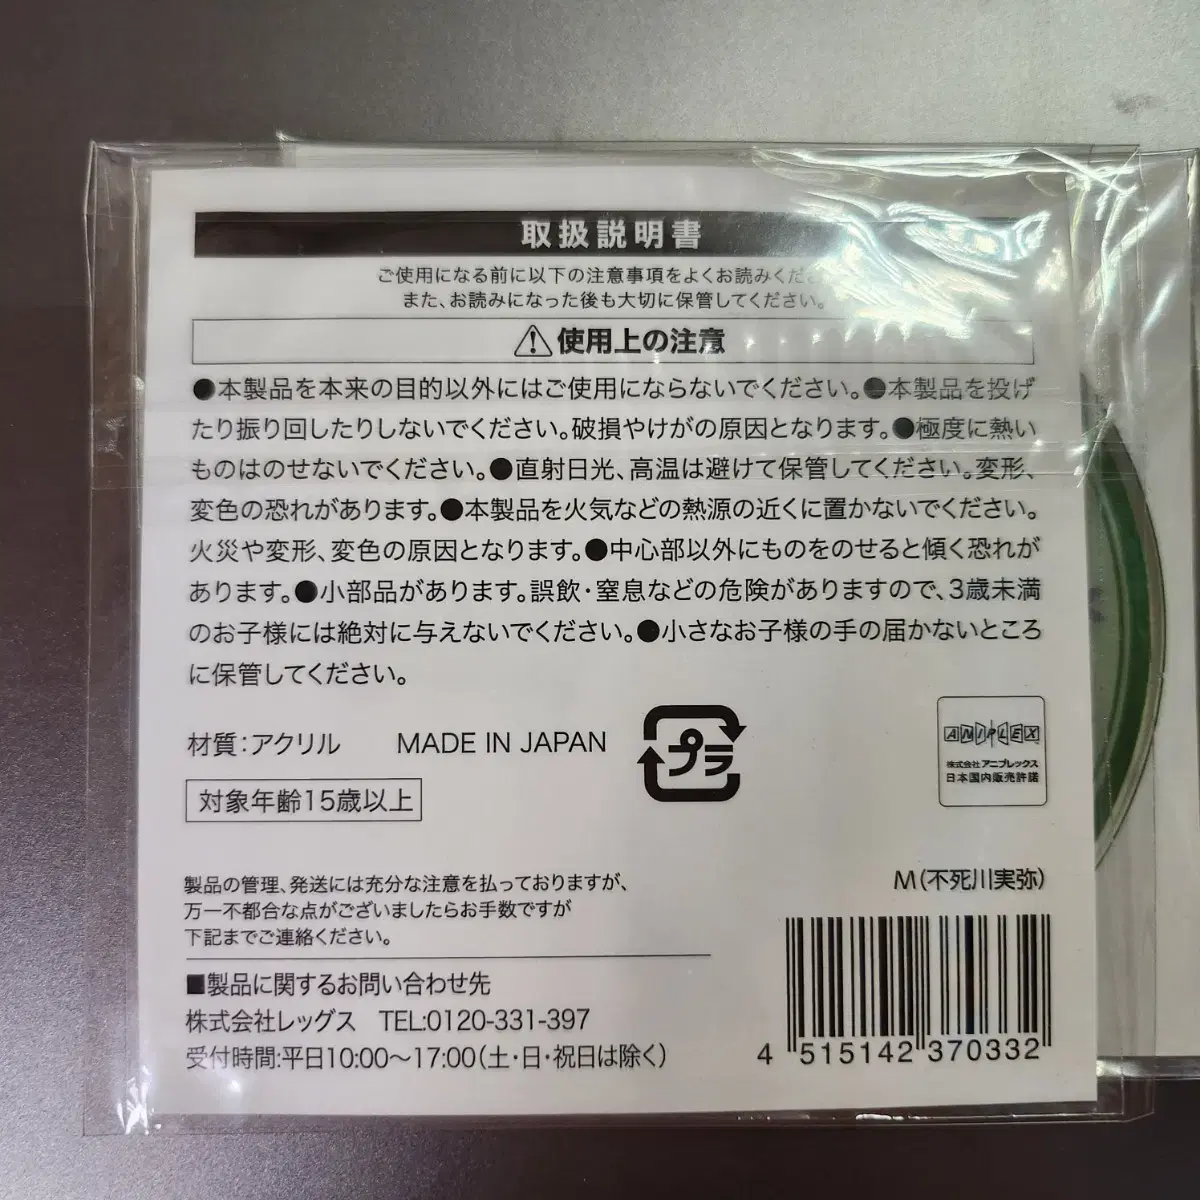 取扱説明書
ご使用になる前に以下の注意事項をよくお読みくださ
また、お読みになった後も大切に保管してください。
使用上の注意
●本製品を本来の目的以外にはご使用にならないでください。●本製品を投げ
たり振り回したりしないでください。破損やけがの原因となります。●極度に熱い
ものはのせないでください。●直射日光、高温は避けて保管してください。変形、
変色の恐れがあります。●本製品を火気などの熱源の近くに置かないでください。
火災や変形、変色の原因となります。●中心部以外にものをのせると傾く恐れが
あります。●小部品があります。誤飲・窒息などの危険がありますので、3歳未満
のお子様には絶対に与えないでください。●小さなお子様の手の届かないところ
に保管してください。
材質：アクリル MADE IN JAPAN
プラ
ANIPLEX
株式会社 アニプレックス
日本国内販売許諾
対象年齢15歳以上
製品の管理、発送には充分な注意を払っておりますが、
万一不都合な点がございましたらお手数ですが
下記までご連絡ください。
■製品に関するお問い合わせ先
株式会社レッグス TEL:0120-331-397
受付時間:平日10:00～17:00（土・日・祝日は除く）
M（不死川実弥）
4 515142 370332